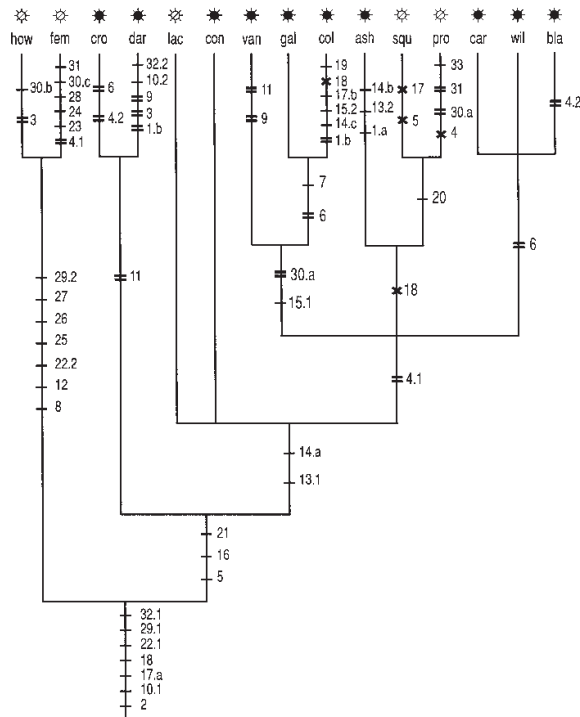 how fem cro dar lac con van gal col ash squ pro car wil bla
31 32.2 19 33
30.b 30.c 6 10.2 11 18 14.b 17 31 4.2
28 9 17.b
24 3 15.2 13.2 30.a
3 23 4.2 1.b 9 14.c 1.a 5 4
4.1 1.b
7
20
6
6
29.2 11 30.a
27 15.1 18
26
25
22.2 4.1
12
8
14.a
13.1
21
16
5
32.1
29.1
22.1
18
17.a
10.1
2